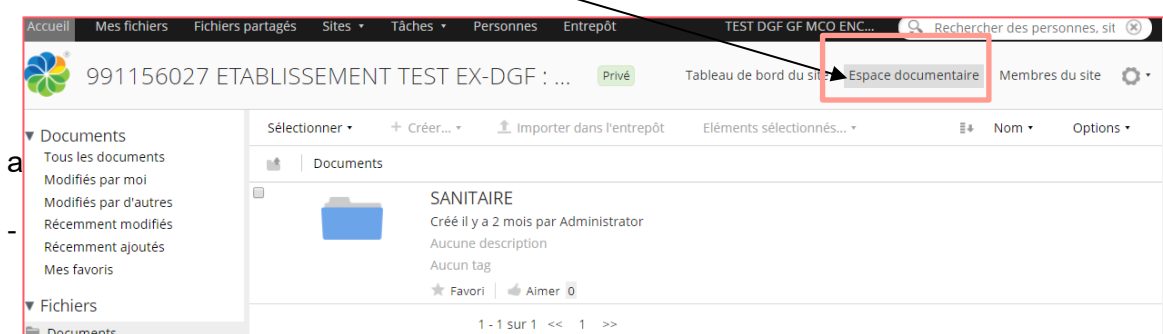 Accueil Mes fichiers Fichiers partagés Sites Tâches Personnes Entrepôt TEST DGF GF MCO ENC... Rechercher des personnes, sit
991156027 ETABLISSEMENT TEST EX-DGF : ... Privé Tableau de bord du site Espace documentaire Membres du site
Sélectionner + Créer... Importer dans l'entrepôt Eléments sélectionnés... Nom Options
Documents
Tous les documents
Modifiés par moi
Modifiés par d'autres
Récemment modifiés
Récemment ajoutés
Mes favoris
Fichiers
Documents
a
-
Documents
SANITAIRE
Créé il y a 2 mois par Administrator
Aucune description
Aucun tag
Favori Aimer 0
1 - 1 sur 1 << 1 >>